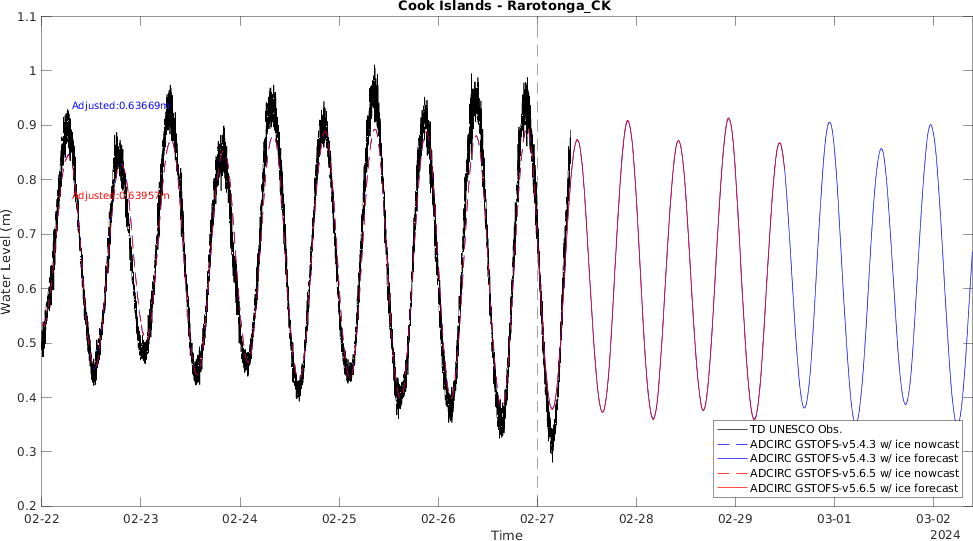 Cook Islands - Rarotonga_CK
Water Level (m)
1.1
1
0.9
0.8
0.7
0.6
0.5
0.4
0.3
0.2
Adjusted:0.63669m
Adjusted:0.63957m
TD UNESCO Obs.
ADCIRC GSTOFS-v5.4.3 w/ ice nowcast
ADCIRC GSTOFS-v5.4.3 w/ ice forecast
ADCIRC GSTOFS-v5.6.5 w/ ice nowcast
ADCIRC GSTOFS-v5.6.5 w/ ice forecast
02-22 02-23 02-24 02-25 02-26 02-27 02-28 02-29 03-01 03-02
Time
2024